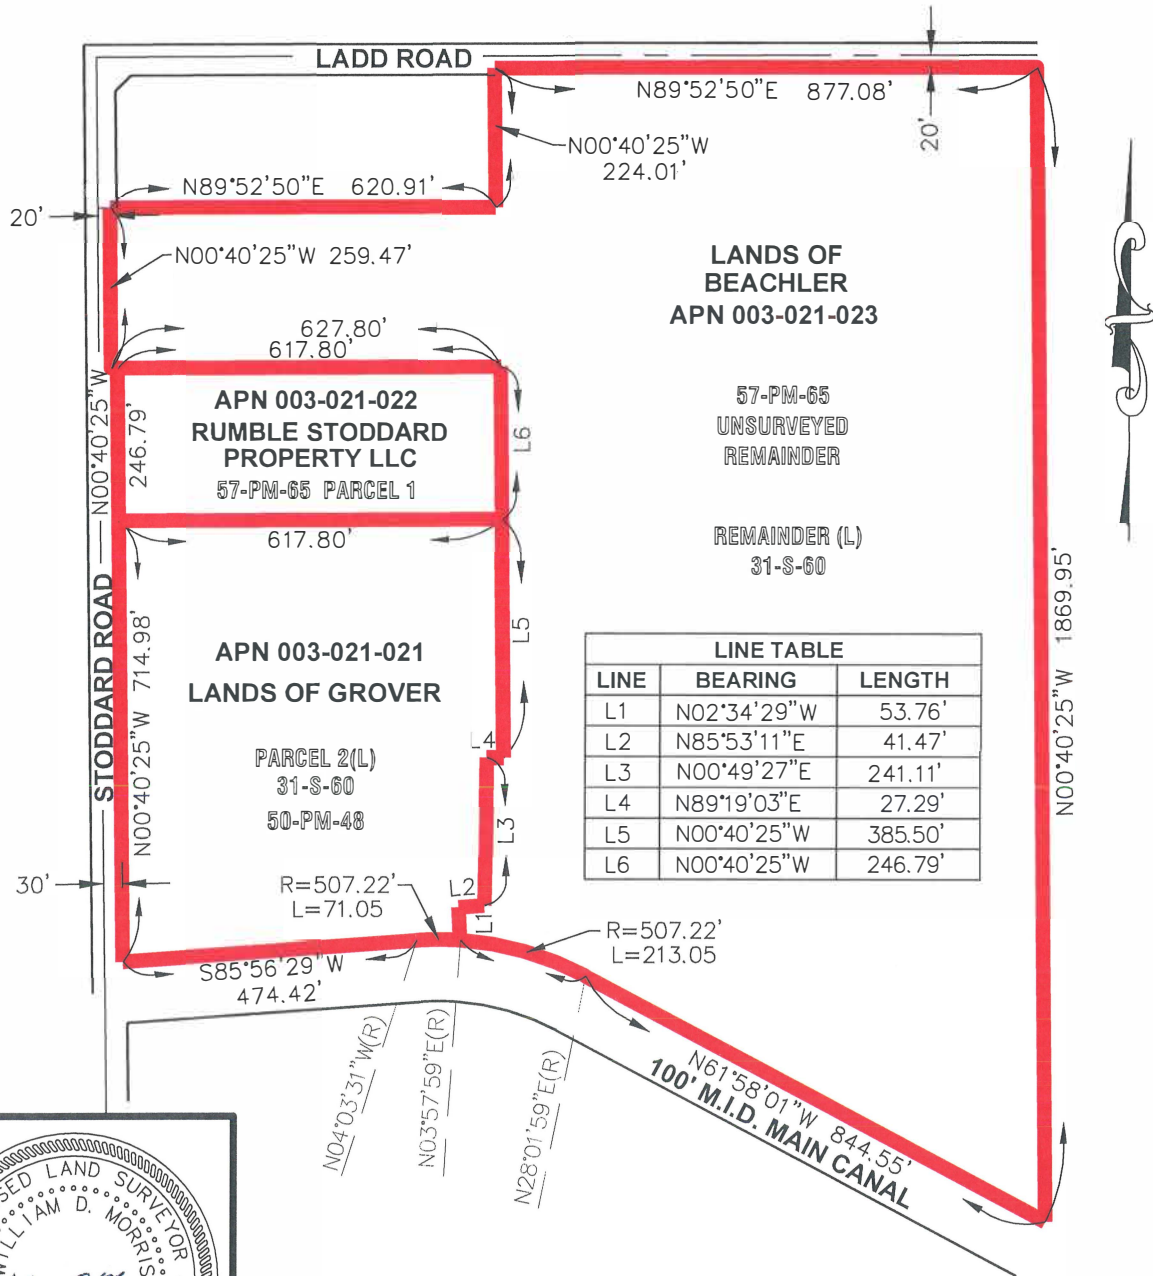 LADD ROAD
N89°52'50"E 877.08'
20'
N00°40'25"W
224.01'
N89°52'50"E 620.91'
20'
N00°40'25"W 259.47'
LANDS OF
BEACHLER
APN 003-021-023
627.80'
617.80'
N00°40'25"W
246.79'
APN 003-021-022
RUMBLE STODDARD
PROPERTY LLC
57-PM-65 PARCEL 1
L6
57-PM-65
UNSURVEYED
REMAINDER
617.80'
REMAINDER (L)
31-S-60
STODDARD ROAD
N00°40'25"W 714.98'
APN 003-021-021
LANDS OF GROVER
L5
N00°40'25"W 1869.95'
LINE TABLE
LINE BEARING LENGTH
L1 N02°34'29"W 53.76'
L2 N85°53'11"E 41.47'
L3 N00°49'27"E 241.11'
L4 N89°19'03"E 27.29'
L5 N00°40'25"W 385.50'
L6 N00°40'25"W 246.79'
L4
PARCEL 2(L)
31-S-60
50-PM-48
L3
30'
R=507.22'
L=71.05
L2
L1
R=507.22'
L=213.05
S85°56'29"W
474.42'
N04°03'31"W(R)
N03°57'59"E(R)
N28°01'59"E(R)
N61°58'01"W 844.55'
100' M.I.D. MAIN CANAL
SED LAND SURVEYOR
WILLIAM D. MORRIS